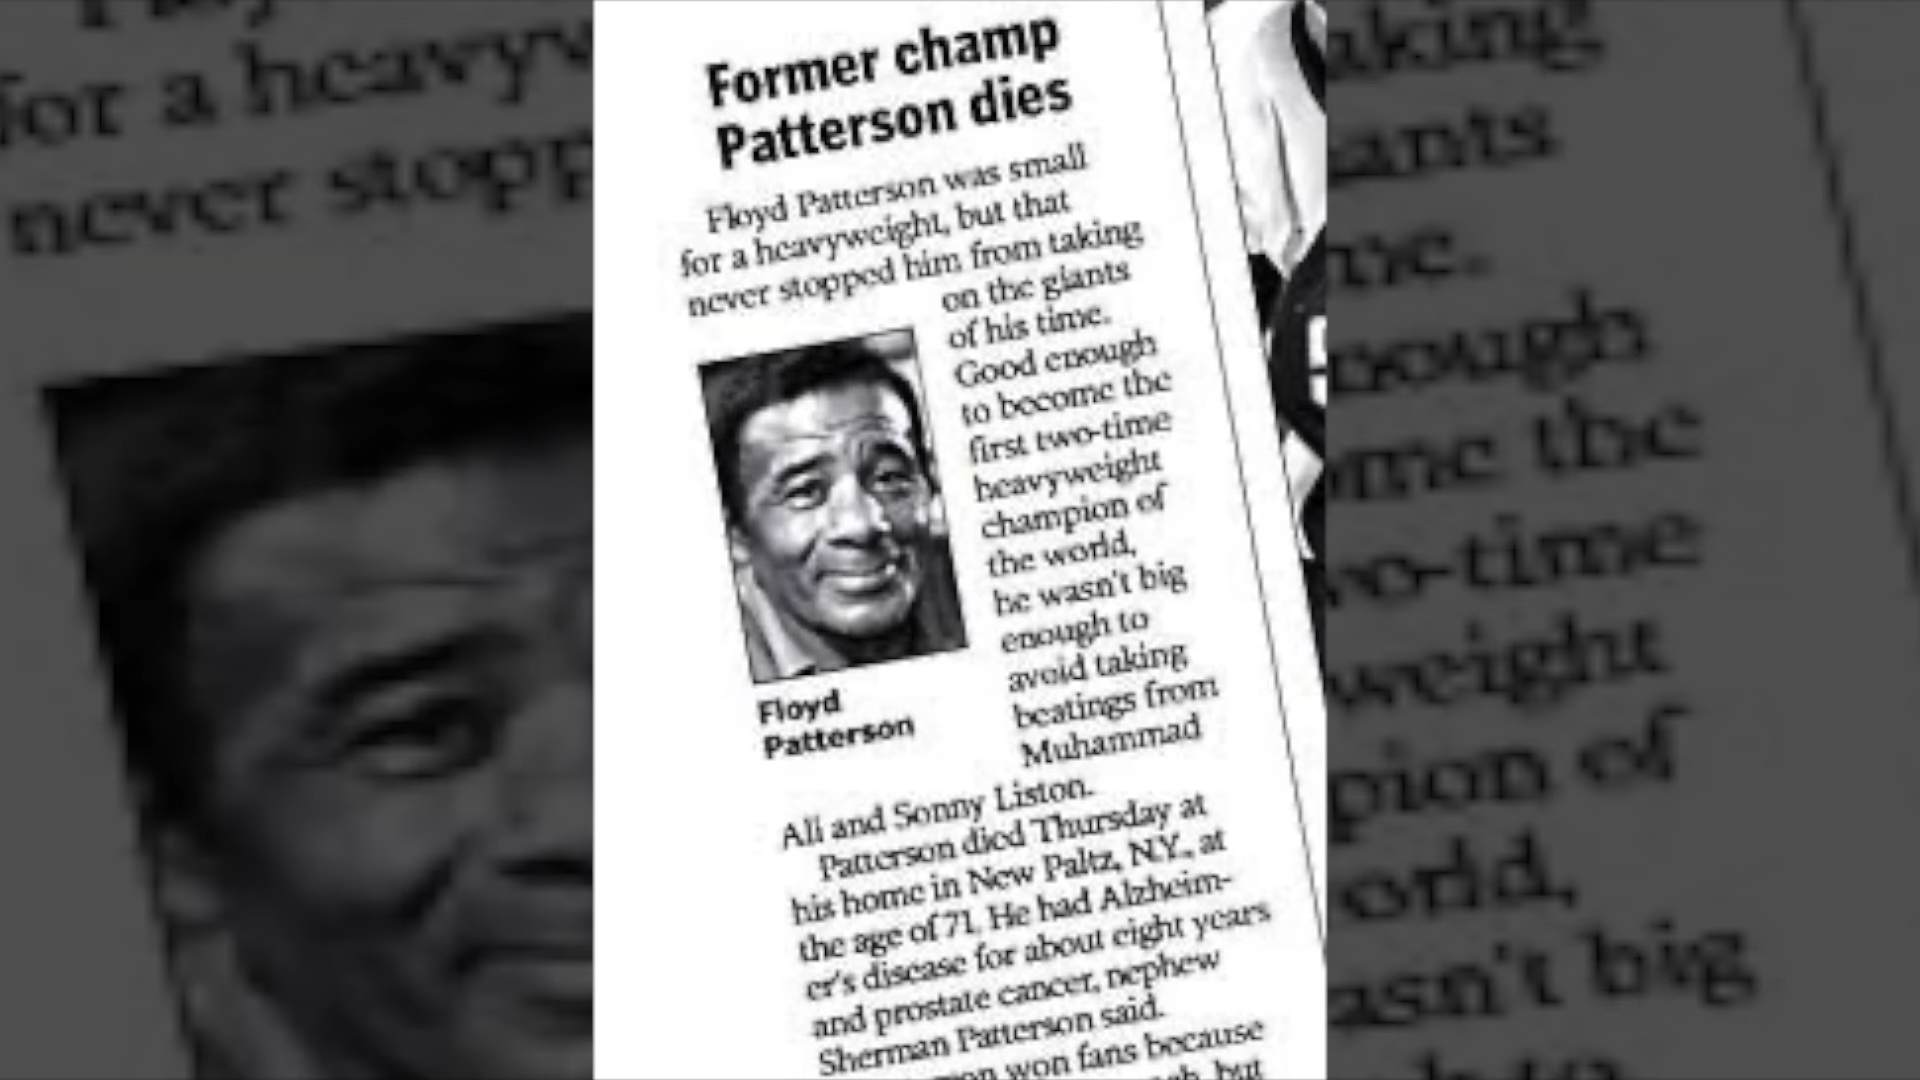 Former champ
Patterson dies
Floyd Patterson was small
for a heavyweight, but that
never stopped him from taking
on the giants
of his time.
Good enough
to become the
first two-time
heavyweight
champion of
the world,
he wasn't big
enough to
avoid taking
beatings from
Muhammad
Floyd
Patterson
Ali and Sonny Liston.
Patterson died Thursday at
his home in New Paltz, N.Y., at
the age of 71. He had Alzheim-
er's disease for about eight years
and prostate cancer, nephew
Sherman Patterson said.
won fans because
but